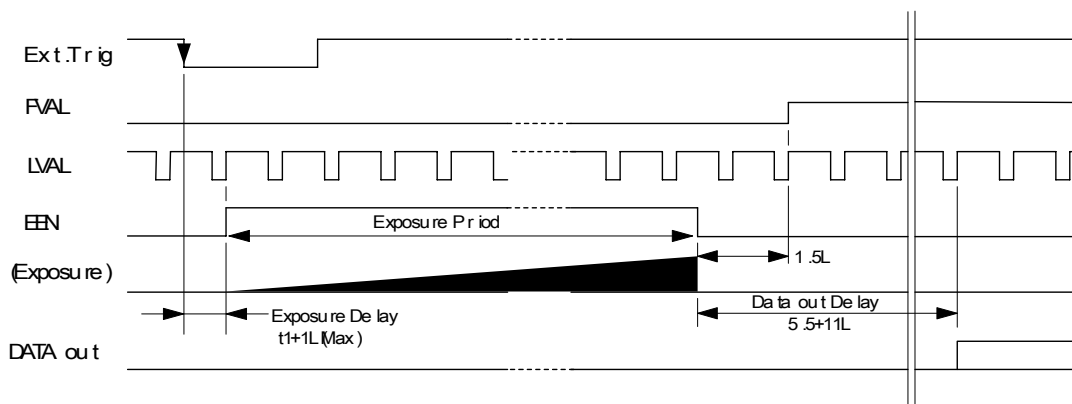 Ext.Trig
FVAL
LVAL
EEN
Exposure Priod
(Exposure)
1.5L
Exposure Delay
t1+1L(Max)
Data out Delay
5.5+11L
DATA out